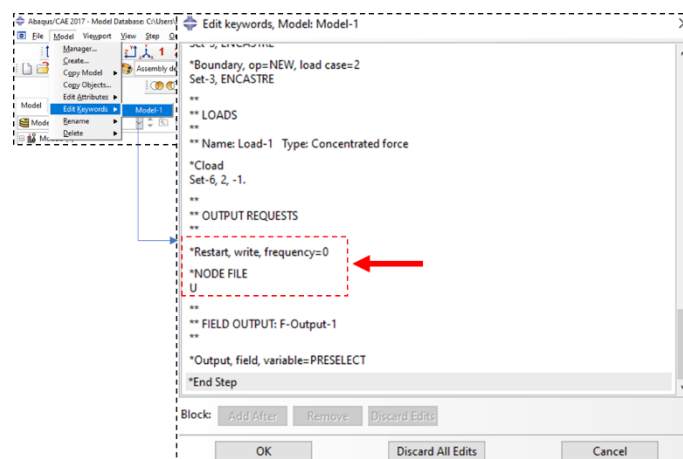 Abaqus/CAE 2017 - Model Database: C:\Users\
File Model Viewport View Step
Manager...
Create...
Copy Model
Assembly
Copy Objects...
Edit Attributes
Model
Edit Keywords
Model-1
Rename
Delete
Edit keywords, Model: Model-1
Set-3, ENCASTRE
*Boundary, op=NEW, load case=2
Set-3, ENCASTRE
**
** LOADS
**
** Name: Load-1 Type: Concentrated force
*Cload
Set-6, 2, -1.
**
** OUTPUT REQUESTS
**
*Restart, write, frequency=0
*NODE FILE
U
**
** FIELD OUTPUT: F-Output-1
**
*Output, field, variable=PRESELECT
*End Step
Block: Add After Remove Discard Edits
OK Discard All Edits Cancel